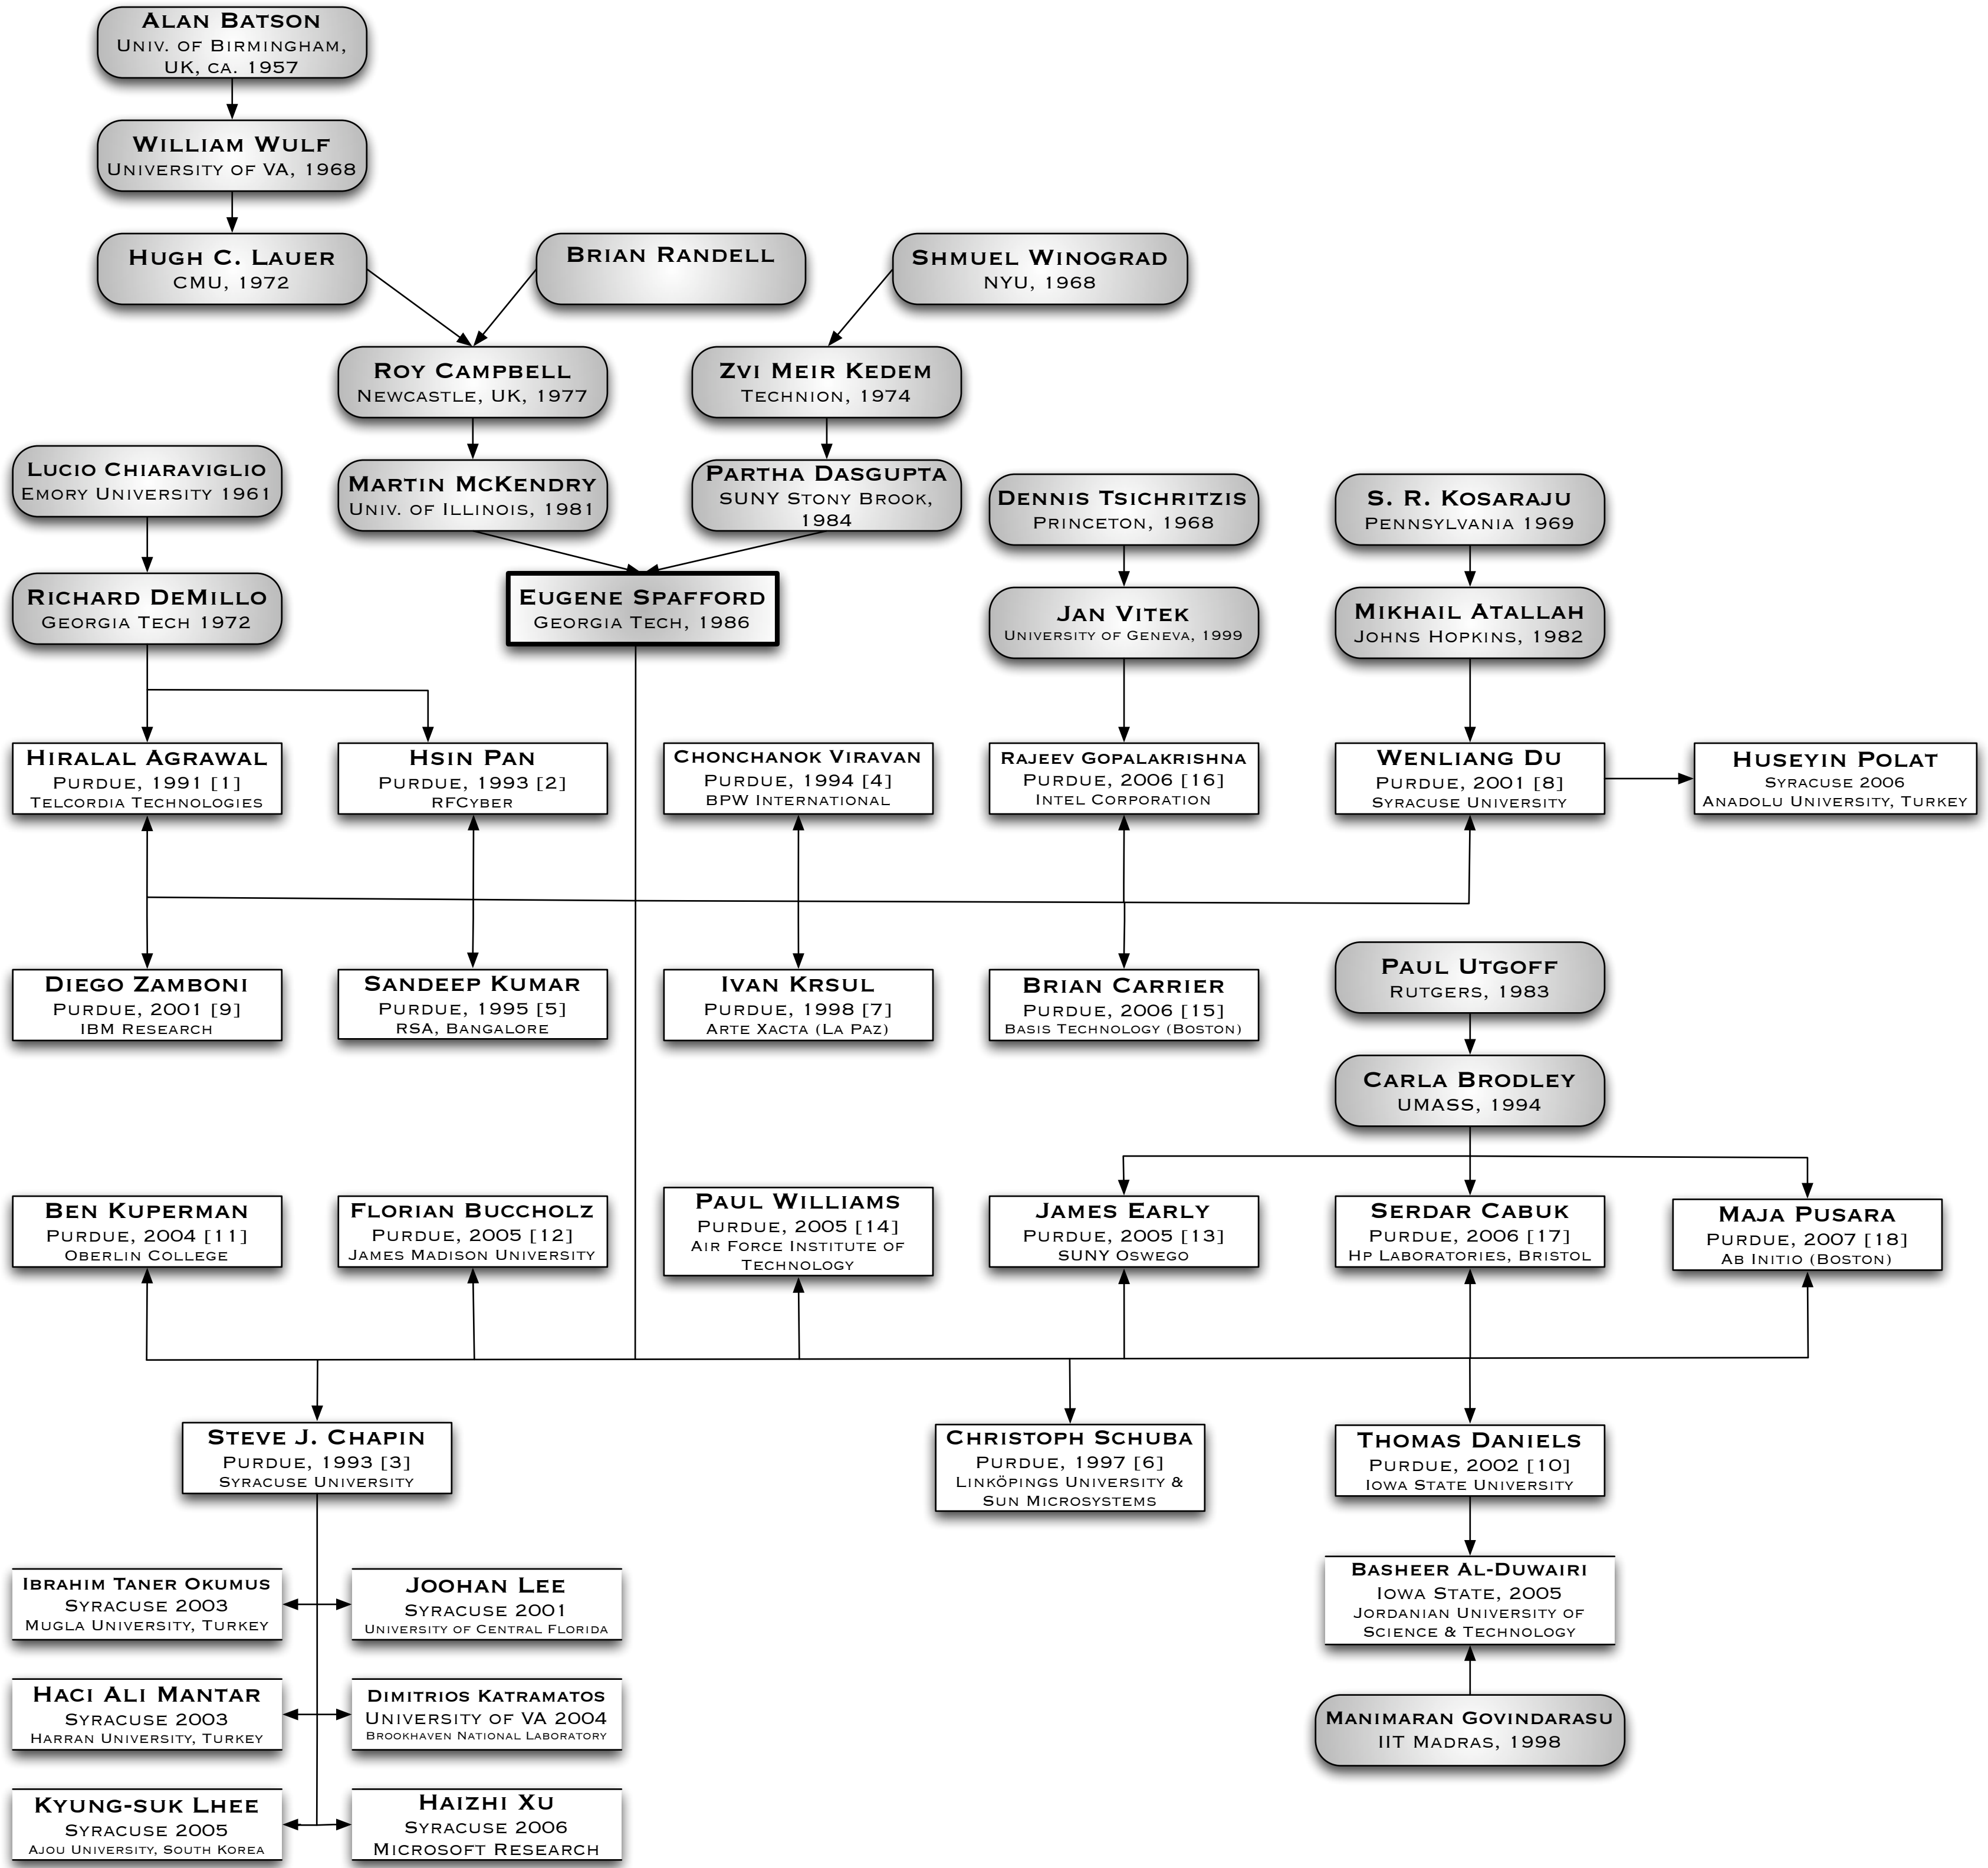 Alan Batson
Univ. of Birmingham,
UK, ca. 1957
William Wulf
University of VA, 1968
Hugh C. Lauer
CMU, 1972
Brian Randell
Shmuel Winograd
NYU, 1968
Roy Campbell
Newcastle, UK, 1977
Zvi Meir Kedem
Technion, 1974
Lucio Chiaraviglio
Emory University 1961
Martin McKendry
Univ. of Illinois, 1981
Partha Dasgupta
SUNY Stony Brook,
1984
Dennis Tsichritzis
Princeton, 1968
S. R. Kosaraju
Pennsylvania 1969
Richard DeMillo
Georgia Tech 1972
Eugene Spafford
Georgia Tech, 1986
Jan Vitek
University of Geneva, 1999
Mikhail Atallah
Johns Hopkins, 1982
Hiralal Agrawal
Purdue, 1991 [1]
Telcordia Technologies
Hsin Pan
Purdue, 1993 [2]
RFCyber
Chonchanok Viravan
Purdue, 1994 [4]
BPW International
Rajeev Gopalakrishna
Purdue, 2006 [16]
Intel Corporation
Wenliang Du
Purdue, 2001 [8]
Syracuse University
Huseyin Polat
Syracuse 2006
Anadolu University, Turkey
Diego Zamboni
Purdue, 2001 [9]
IBM Research
Sandeep Kumar
Purdue, 1995 [5]
RSA, Bangalore
Ivan Krsul
Purdue, 1998 [7]
Arte Xacta (La Paz)
Brian Carrier
Purdue, 2006 [15]
Basis Technology (Boston)
Paul Utgoff
Rutgers, 1983
Carla Brodley
UMASS, 1994
Ben Kuperman
Purdue, 2004 [11]
Oberlin College
Florian Buccholz
Purdue, 2005 [12]
James Madison University
Paul Williams
Purdue, 2005 [14]
Air Force Institute of
Technology
James Early
Purdue, 2005 [13]
SUNY Oswego
Serdar Cabuk
Purdue, 2006 [17]
Hp Laboratories, Bristol
Maja Pusara
Purdue, 2007 [18]
Ab Initio (Boston)
Steve J. Chapin
Purdue, 1993 [3]
Syracuse University
Christoph Schuba
Purdue, 1997 [6]
Linköpings University &
Sun Microsystems
Thomas Daniels
Purdue, 2002 [10]
Iowa State University
Ibrahim Taner Okumus
Syracuse 2003
Mugla University, Turkey
Joohan Lee
Syracuse 2001
University of Central Florida
Basheer Al-Duwairi
Iowa State, 2005
Jordanian University of
Science & Technology
Haci Ali Mantar
Syracuse 2003
Harran University, Turkey
Dimitrios Katramatos
University of VA 2004
Brookhaven National Laboratory
Manimaran Govindarasu
IIT Madras, 1998
Kyung-suk Lhee
Syracuse 2005
Ajou University, South Korea
Haizhi Xu
Syracuse 2006
Microsoft Research